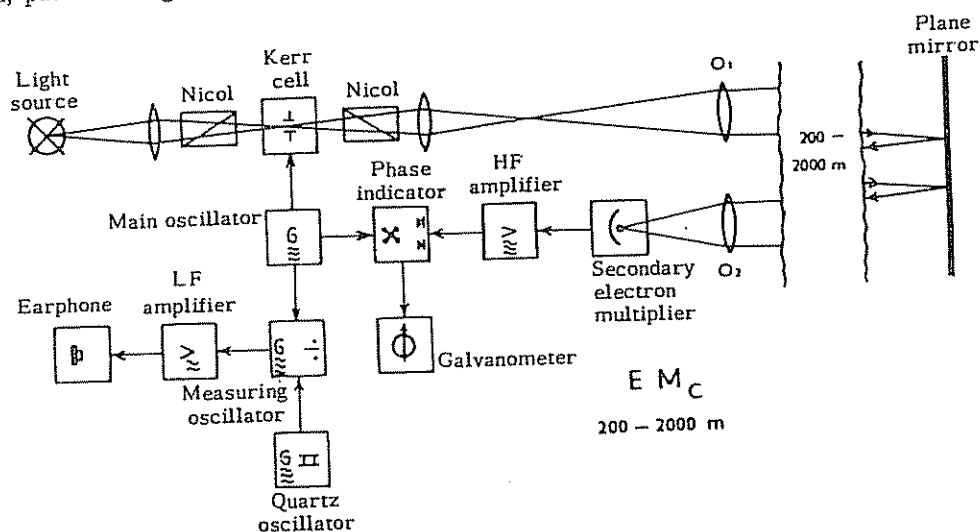 Plane
mirror
Light
source
Nicol
Kerr
cell
Nicol
O₁
200 –
2000 m
Phase
indicator
HF
amplifier
Main oscillator
G
O₂
Secondary
electron
multiplier
LF
amplifier
Earphone
G
Galvanometer
Measuring
oscillator
E M C
200 – 2000 m
G
Quartz
oscillator